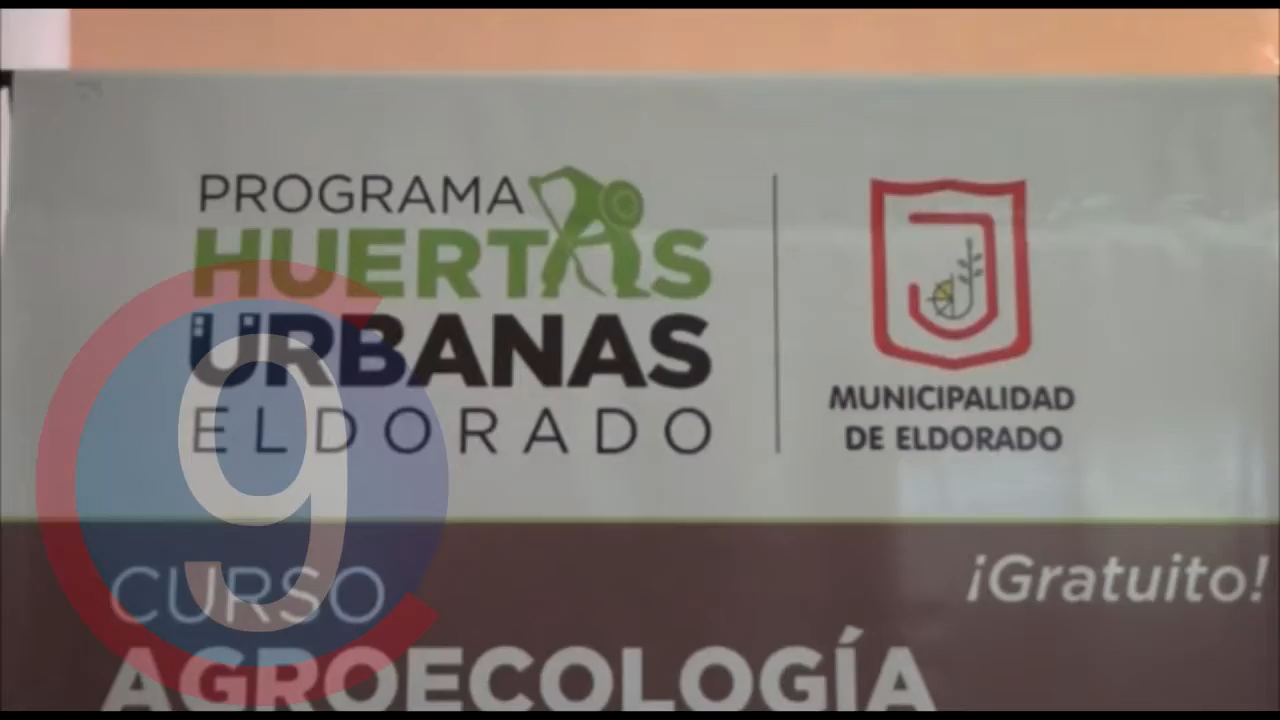 PROGRAMA
HUERTAS
URBANAS
ELDORADO
MUNICIPALIDAD
DE ELDORADO
9
CURSO
¡Gratuito!
AGROECOLOGÍA